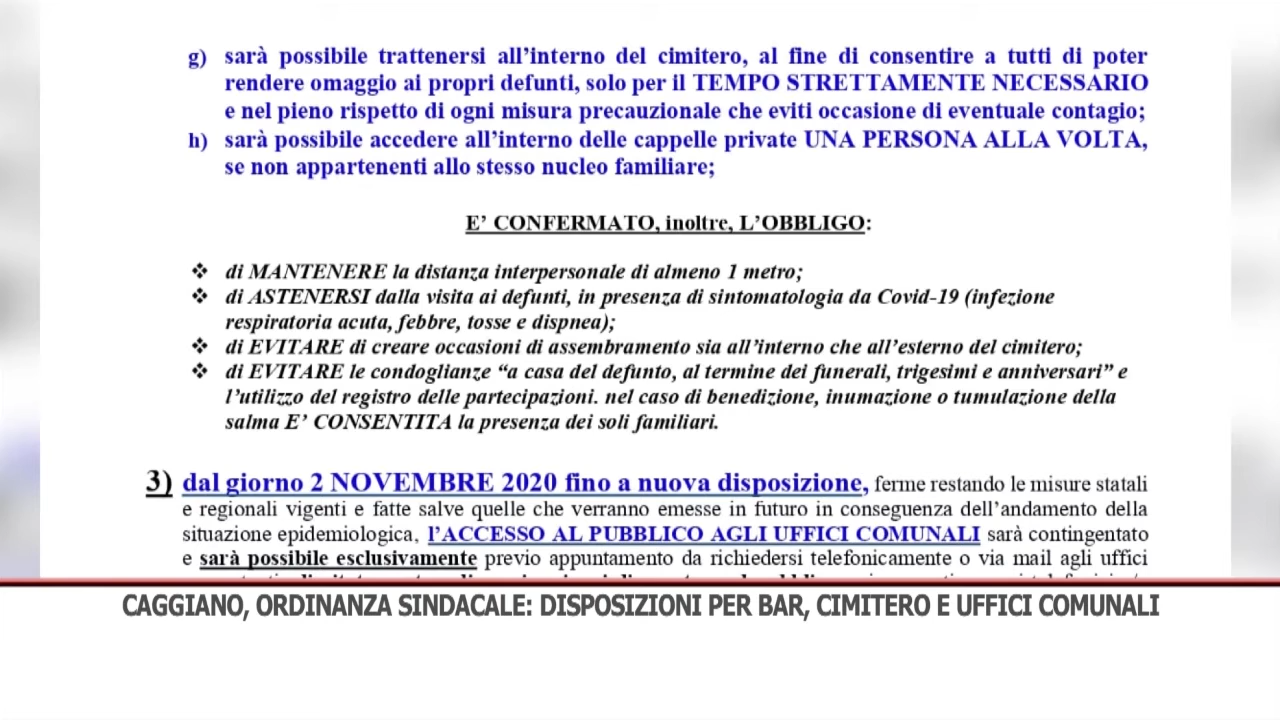 g) sarà possibile trattenersi all’interno del cimitero, al fine di consentire a tutti di poter
rendere omaggio ai propri defunti, solo per il TEMPO STRETTAMENTE NECESSARIO
e nel pieno rispetto di ogni misura precauzionale che eviti occasione di eventuale contagio;
h) sarà possibile accedere all’interno delle cappelle private UNA PERSONA ALLA VOLTA,
se non appartenenti allo stesso nucleo familiare;
E’ CONFERMATO, inoltre, L’OBBLIGO:
❖ di MANTENERE la distanza interpersonale di almeno 1 metro;
❖ di ASTENERSI dalla visita ai defunti, in presenza di sintomatologia da Covid-19 (infezione
respiratoria acuta, febbre, tosse e dispnea);
❖ di EVITARE di creare occasioni di assembramento sia all’interno che all’esterno del cimitero;
❖ di EVITARE le condoglianze “a casa del defunto, al termine dei funerali, trigesimi e anniversari” e
l’utilizzo del registro delle partecipazioni. nel caso di benedizione, inumazione o tumulazione della
salma E’ CONSENTITA la presenza dei soli familiari.
3) dal giorno 2 NOVEMBRE 2020 fino a nuova disposizione, ferme restando le misure statali
e regionali vigenti e fatte salve quelle che verranno emesse in futuro in conseguenza dell’andamento della
situazione epidemiologica, l’ACCESSO AL PUBBLICO AGLI UFFICI COMUNALI sarà contingentato
e sarà possibile esclusivamente previo appuntamento da richiedersi telefonicamente o via mail agli uffici
CAGGIANO, ORDINANZA SINDACALE: DISPOSIZIONI PER BAR, CIMITERO E UFFICI COMUNALI